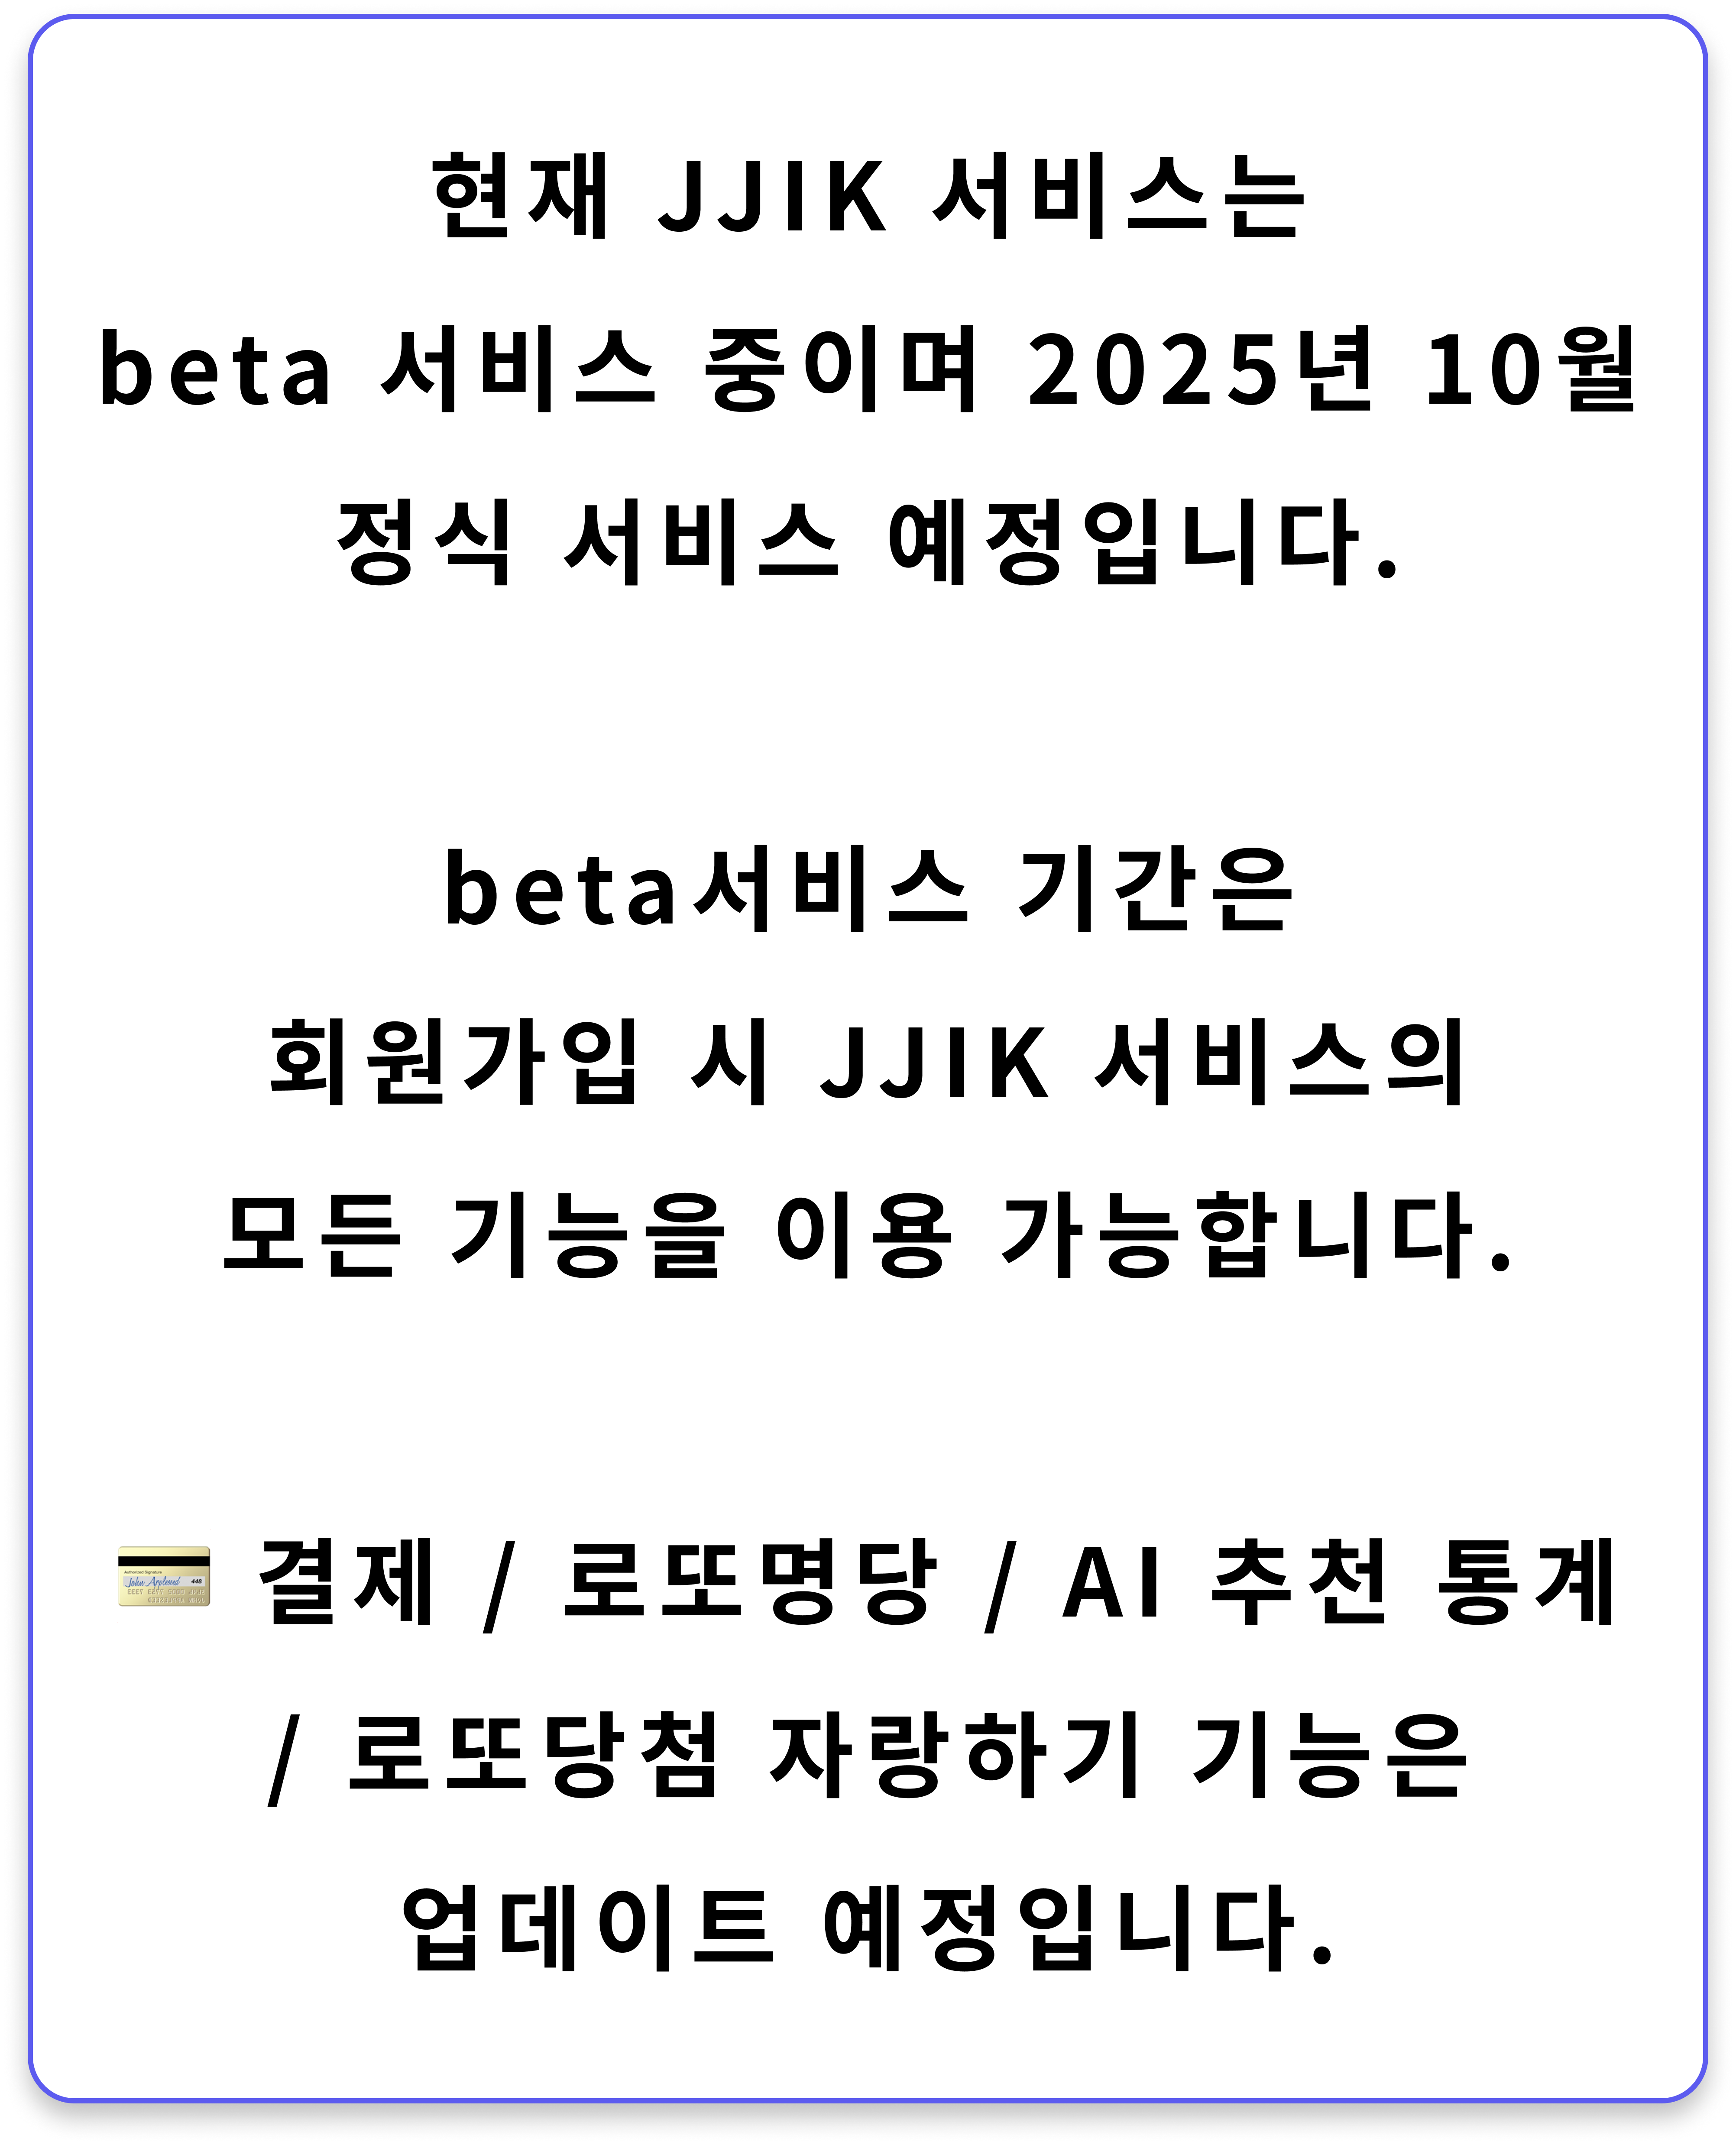 현재 JJIK 서비스는
beta 서비스 중이며 2025년 10월
정식 서비스 예정입니다.
beta서비스 기간은
회원가입 시 JJIK 서비스의
모든 기능을 이용 가능합니다.
💳 결제 / 로또명당 / AI 추천 통계
/ 로또당첨 자랑하기 기능은
업데이트 예정입니다.